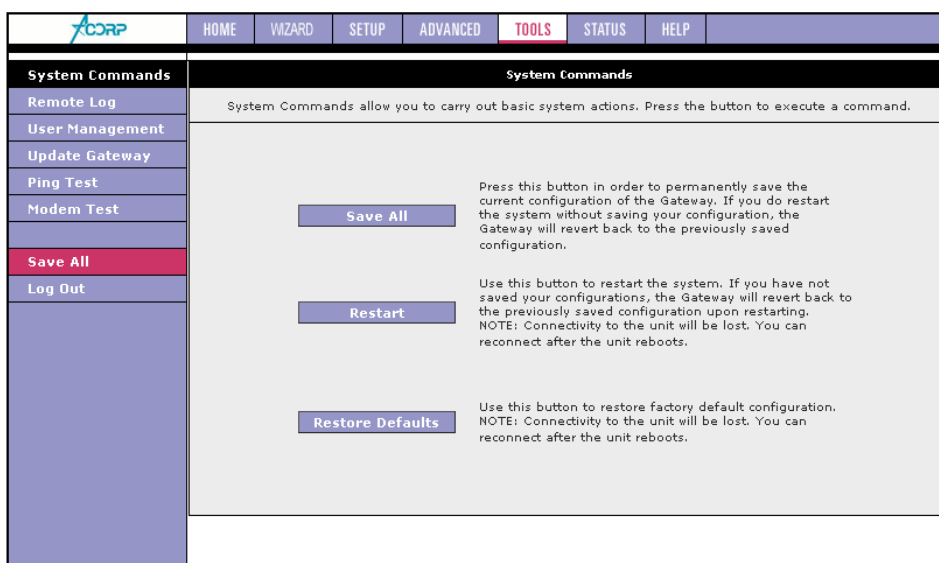 ACORP
HOME
WIZARD
SETUP
ADVANCED
TOOLS
STATUS
HELP
System Commands
Remote Log
User Management
Update Gateway
Ping Test
Modem Test
Save All
Log Out
System Commands
System Commands allow you to carry out basic system actions. Press the button to execute a command.
Save All
Press this button in order to permanently save the
current configuration of the Gateway. If you do restart
the system without saving your configuration, the
Gateway will revert back to the previously saved
configuration.
Restart
Use this button to restart the system. If you have not
saved your configurations, the Gateway will revert back to
the previously saved configuration upon restarting.
NOTE: Connectivity to the unit will be lost. You can
reconnect after the unit reboots.
Restore Defaults
Use this button to restore factory default configuration.
NOTE: Connectivity to the unit will be lost. You can
reconnect after the unit reboots.